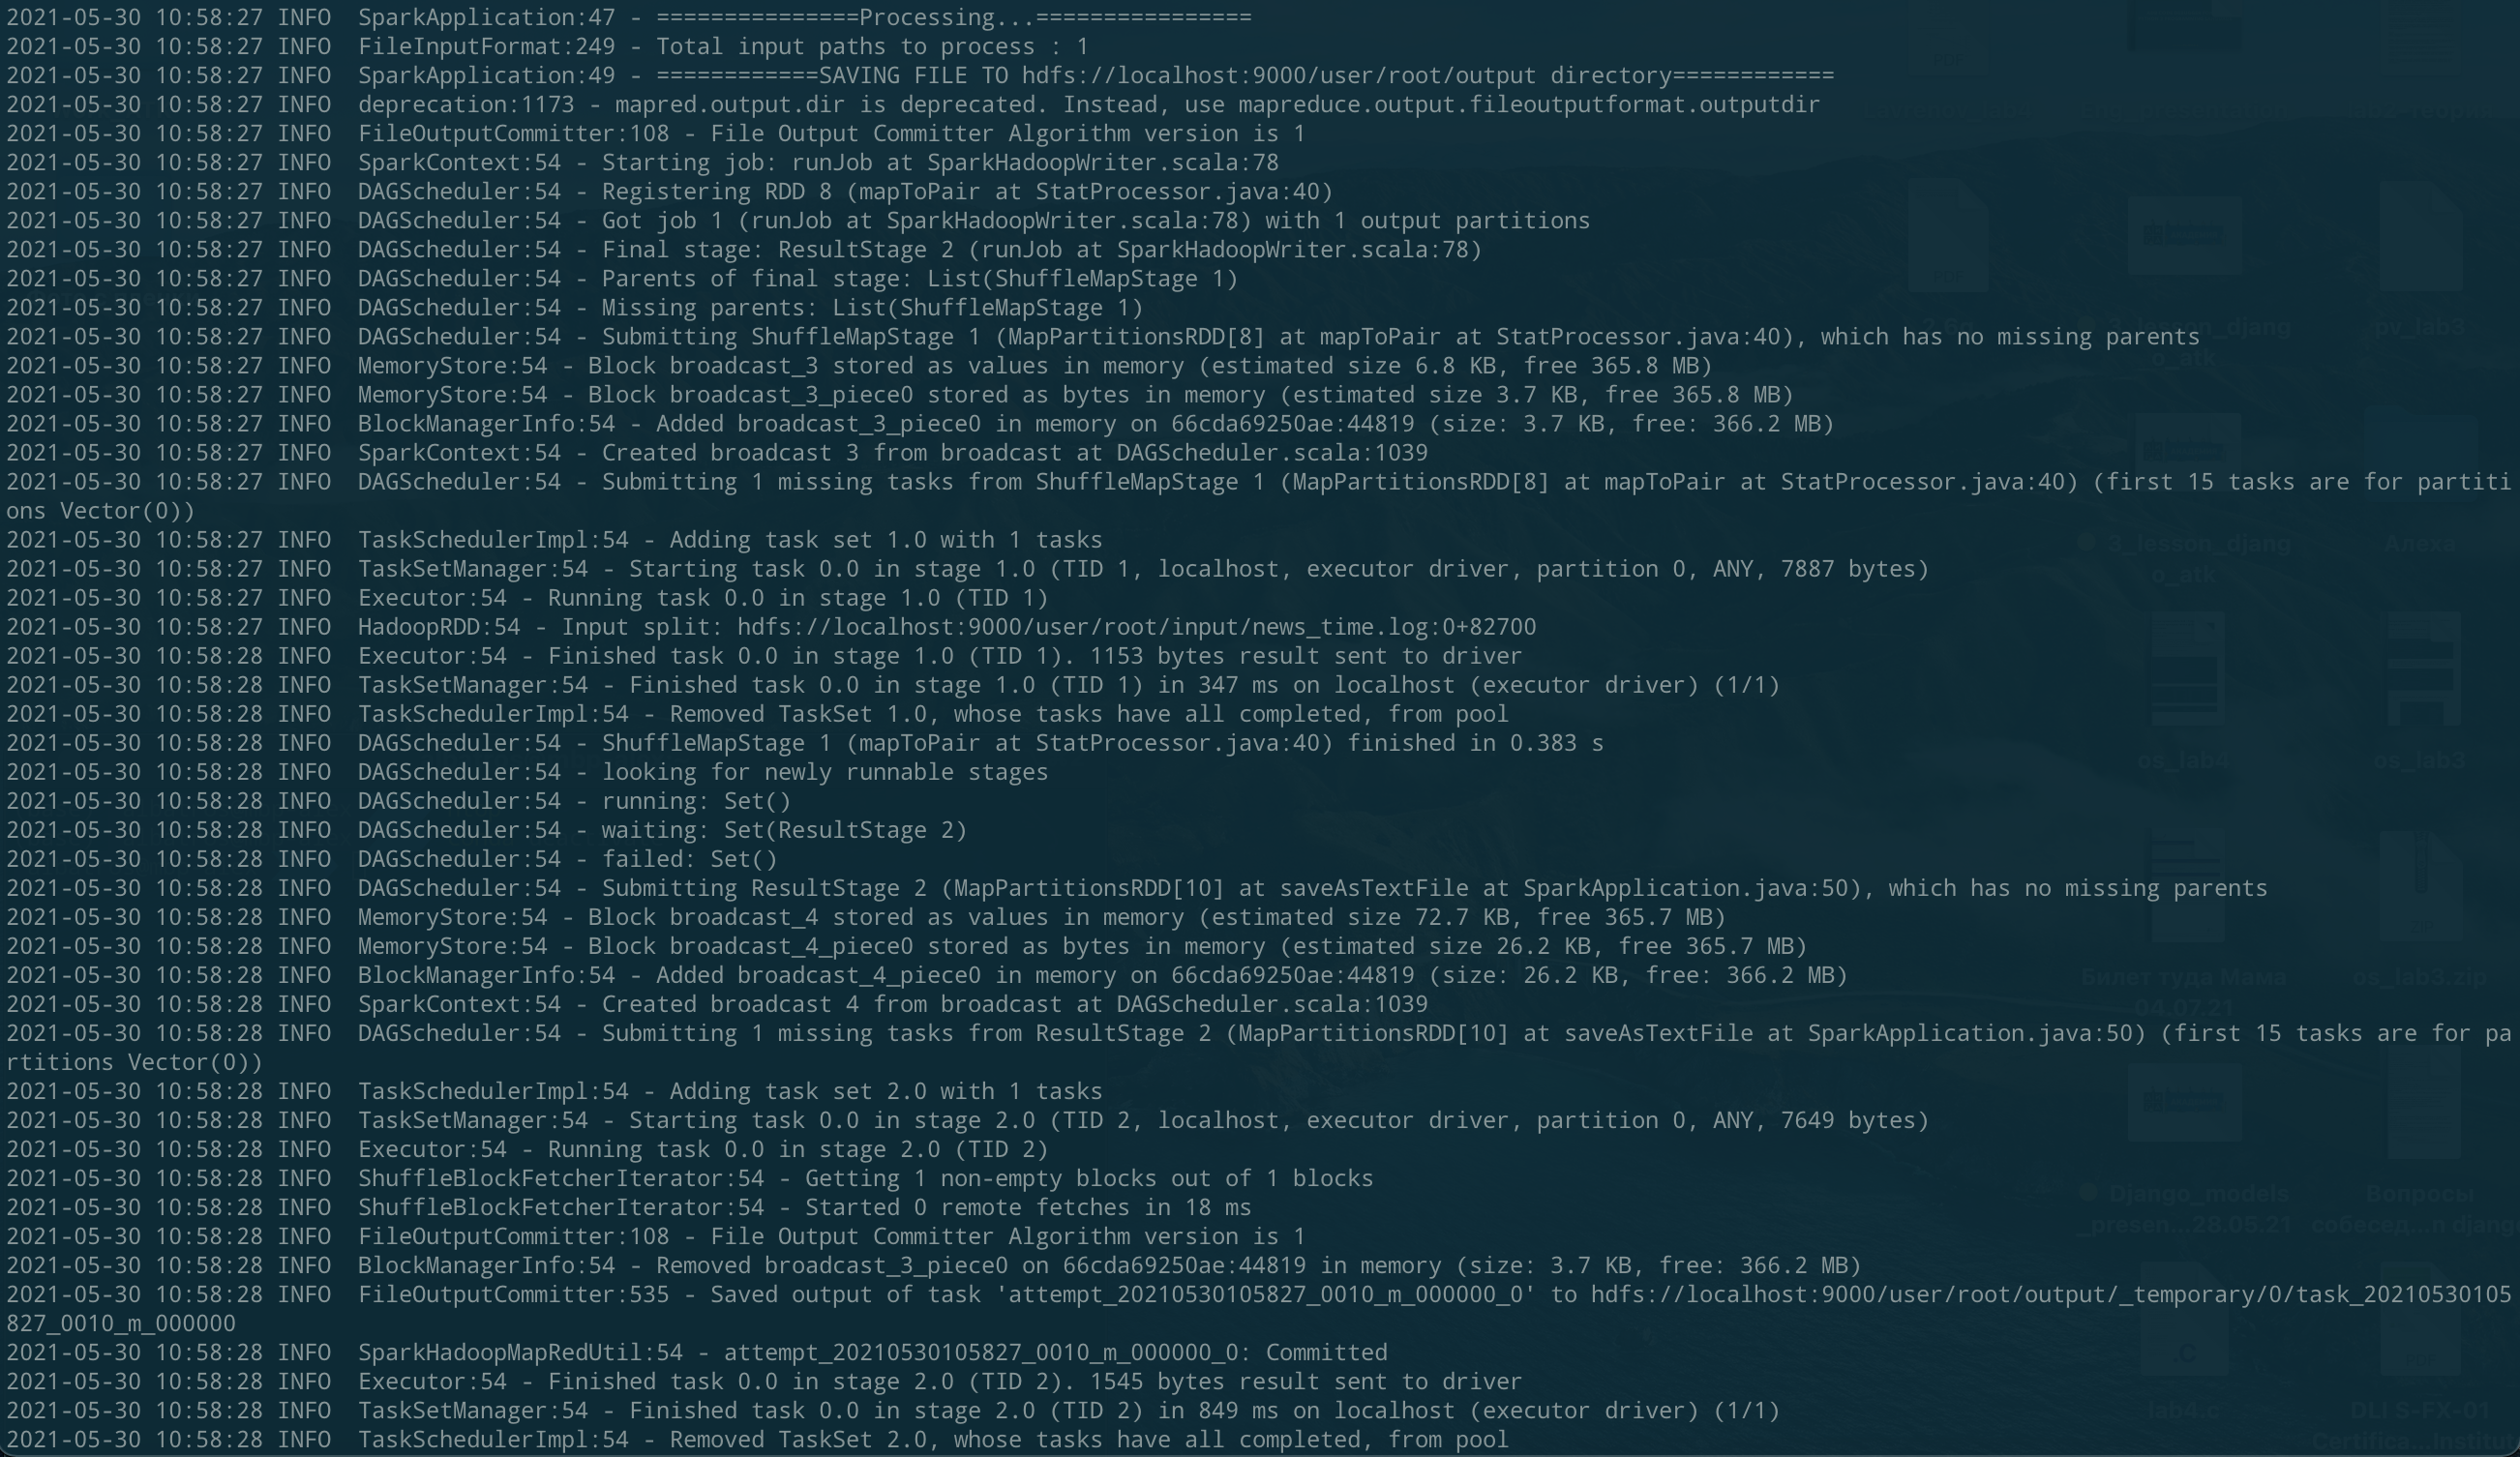 2021-05-30 10:58:27 INFO  SparkApplication:47 - ===============Processing...================
2021-05-30 10:58:27 INFO  FileInputFormat:249 - Total input paths to process : 1
2021-05-30 10:58:27 INFO  SparkApplication:49 - ============SAVING FILE TO hdfs://localhost:9000/user/root/output directory============
2021-05-30 10:58:27 INFO  deprecation:1173 - mapred.output.dir is deprecated. Instead, use mapreduce.output.fileoutputformat.outputdir
2021-05-30 10:58:27 INFO  FileOutputCommitter:108 - File Output Committer Algorithm version is 1
2021-05-30 10:58:27 INFO  SparkContext:54 - Starting job: runJob at SparkHadoopWriter.scala:78
2021-05-30 10:58:27 INFO  DAGScheduler:54 - Registering RDD 8 (mapToPair at StatProcessor.java:40)
2021-05-30 10:58:27 INFO  DAGScheduler:54 - Got job 1 (runJob at SparkHadoopWriter.scala:78) with 1 output partitions
2021-05-30 10:58:27 INFO  DAGScheduler:54 - Final stage: ResultStage 2 (runJob at SparkHadoopWriter.scala:78)
2021-05-30 10:58:27 INFO  DAGScheduler:54 - Parents of final stage: List(ShuffleMapStage 1)
2021-05-30 10:58:27 INFO  DAGScheduler:54 - Missing parents: List(ShuffleMapStage 1)
2021-05-30 10:58:27 INFO  DAGScheduler:54 - Submitting ShuffleMapStage 1 (MapPartitionsRDD[8] at mapToPair at StatProcessor.java:40), which has no missing parents
2021-05-30 10:58:27 INFO  MemoryStore:54 - Block broadcast_3 stored as values in memory (estimated size 6.8 KB, free 365.8 MB)
2021-05-30 10:58:27 INFO  MemoryStore:54 - Block broadcast_3_piece0 stored as bytes in memory (estimated size 3.7 KB, free 365.8 MB)
2021-05-30 10:58:27 INFO  BlockManagerInfo:54 - Added broadcast_3_piece0 in memory on 66cda69250ae:44819 (size: 3.7 KB, free: 366.2 MB)
2021-05-30 10:58:27 INFO  SparkContext:54 - Created broadcast 3 from broadcast at DAGScheduler.scala:1039
2021-05-30 10:58:27 INFO  DAGScheduler:54 - Submitting 1 missing tasks from ShuffleMapStage 1 (MapPartitionsRDD[8] at mapToPair at StatProcessor.java:40) (first 15 tasks are for partiti
ons Vector(0))
2021-05-30 10:58:27 INFO  TaskSchedulerImpl:54 - Adding task set 1.0 with 1 tasks
2021-05-30 10:58:27 INFO  TaskSetManager:54 - Starting task 0.0 in stage 1.0 (TID 1, localhost, executor driver, partition 0, ANY, 7887 bytes)
2021-05-30 10:58:27 INFO  Executor:54 - Running task 0.0 in stage 1.0 (TID 1)
2021-05-30 10:58:27 INFO  HadoopRDD:54 - Input split: hdfs://localhost:9000/user/root/input/news_time.log:0+82700
2021-05-30 10:58:28 INFO  Executor:54 - Finished task 0.0 in stage 1.0 (TID 1). 1153 bytes result sent to driver
2021-05-30 10:58:28 INFO  TaskSetManager:54 - Finished task 0.0 in stage 1.0 (TID 1) in 347 ms on localhost (executor driver) (1/1)
2021-05-30 10:58:28 INFO  TaskSchedulerImpl:54 - Removed TaskSet 1.0, whose tasks have all completed, from pool
2021-05-30 10:58:28 INFO  DAGScheduler:54 - ShuffleMapStage 1 (mapToPair at StatProcessor.java:40) finished in 0.383 s
2021-05-30 10:58:28 INFO  DAGScheduler:54 - looking for newly runnable stages
2021-05-30 10:58:28 INFO  DAGScheduler:54 - running: Set()
2021-05-30 10:58:28 INFO  DAGScheduler:54 - waiting: Set(ResultStage 2)
2021-05-30 10:58:28 INFO  DAGScheduler:54 - failed: Set()
2021-05-30 10:58:28 INFO  DAGScheduler:54 - Submitting ResultStage 2 (MapPartitionsRDD[10] at saveAsTextFile at SparkApplication.java:50), which has no missing parents
2021-05-30 10:58:28 INFO  MemoryStore:54 - Block broadcast_4 stored as values in memory (estimated size 72.7 KB, free 365.7 MB)
2021-05-30 10:58:28 INFO  MemoryStore:54 - Block broadcast_4_piece0 stored as bytes in memory (estimated size 26.2 KB, free 365.7 MB)
2021-05-30 10:58:28 INFO  BlockManagerInfo:54 - Added broadcast_4_piece0 in memory on 66cda69250ae:44819 (size: 26.2 KB, free: 366.2 MB)
2021-05-30 10:58:28 INFO  SparkContext:54 - Created broadcast 4 from broadcast at DAGScheduler.scala:1039
2021-05-30 10:58:28 INFO  DAGScheduler:54 - Submitting 1 missing tasks from ResultStage 2 (MapPartitionsRDD[10] at saveAsTextFile at SparkApplication.java:50) (first 15 tasks are for pa
rtitions Vector(0))
2021-05-30 10:58:28 INFO  TaskSchedulerImpl:54 - Adding task set 2.0 with 1 tasks
2021-05-30 10:58:28 INFO  TaskSetManager:54 - Starting task 0.0 in stage 2.0 (TID 2, localhost, executor driver, partition 0, ANY, 7649 bytes)
2021-05-30 10:58:28 INFO  Executor:54 - Running task 0.0 in stage 2.0 (TID 2)
2021-05-30 10:58:28 INFO  ShuffleBlockFetcherIterator:54 - Getting 1 non-empty blocks out of 1 blocks
2021-05-30 10:58:28 INFO  ShuffleBlockFetcherIterator:54 - Started 0 remote fetches in 18 ms
2021-05-30 10:58:28 INFO  FileOutputCommitter:108 - File Output Committer Algorithm version is 1
2021-05-30 10:58:28 INFO  BlockManagerInfo:54 - Removed broadcast_3_piece0 on 66cda69250ae:44819 in memory (size: 3.7 KB, free: 366.2 MB)
2021-05-30 10:58:28 INFO  FileOutputCommitter:535 - Saved output of task 'attempt_20210530105827_0010_m_000000_0' to hdfs://localhost:9000/user/root/output/_temporary/0/task_20210530105
827_0010_m_000000
2021-05-30 10:58:28 INFO  SparkHadoopMapRedUtil:54 - attempt_20210530105827_0010_m_000000_0: Committed
2021-05-30 10:58:28 INFO  Executor:54 - Finished task 0.0 in stage 2.0 (TID 2). 1545 bytes result sent to driver
2021-05-30 10:58:28 INFO  TaskSetManager:54 - Finished task 0.0 in stage 2.0 (TID 2) in 849 ms on localhost (executor driver) (1/1)
2021-05-30 10:58:28 INFO  TaskSchedulerImpl:54 - Removed TaskSet 2.0, whose tasks have all completed, from pool
pv_lab3
3_lesson_djang
o_atk
Алеха
os_lab4
os_lab3
Билет туда Мама
04.07.21
os_lab3.zip
Django_models
_presen...28.05.21
Вопросы
собесед...n djang
lab4.c
DLI S-FX-01
Certifica...Institut